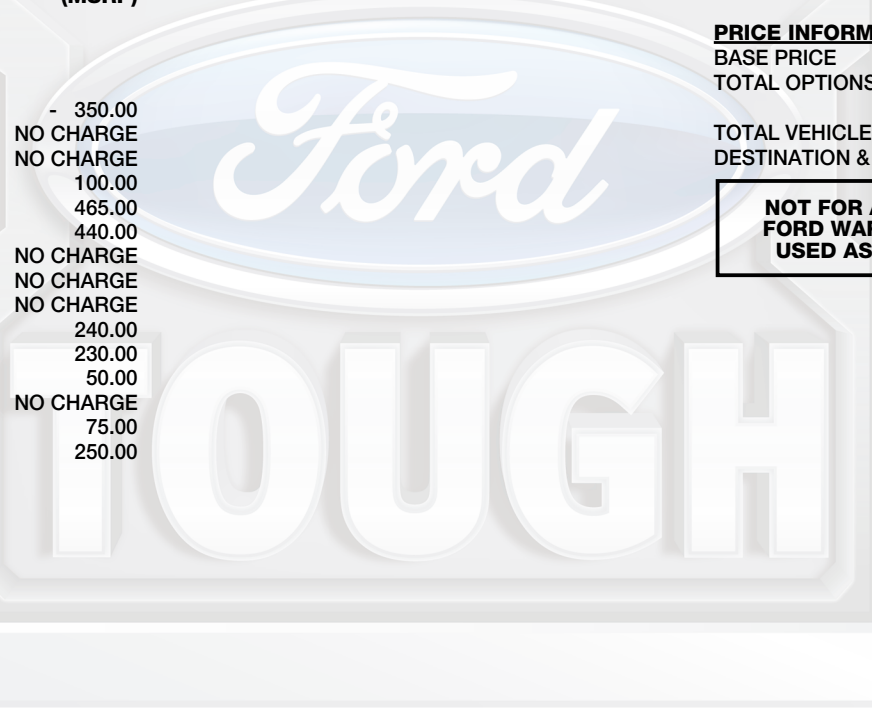 (MSRP)
- 350.00
NO CHARGE
NO CHARGE
100.00
465.00
440.00
NO CHARGE
NO CHARGE
NO CHARGE
240.00
230.00
50.00
NO CHARGE
75.00
250.00
PRICE INFORM
BASE PRICE
TOTAL OPTIONS
TOTAL VEHICLE
DESTINATION &
NOT FOR
FORD WAR
USED AS
Ford
TOUGH